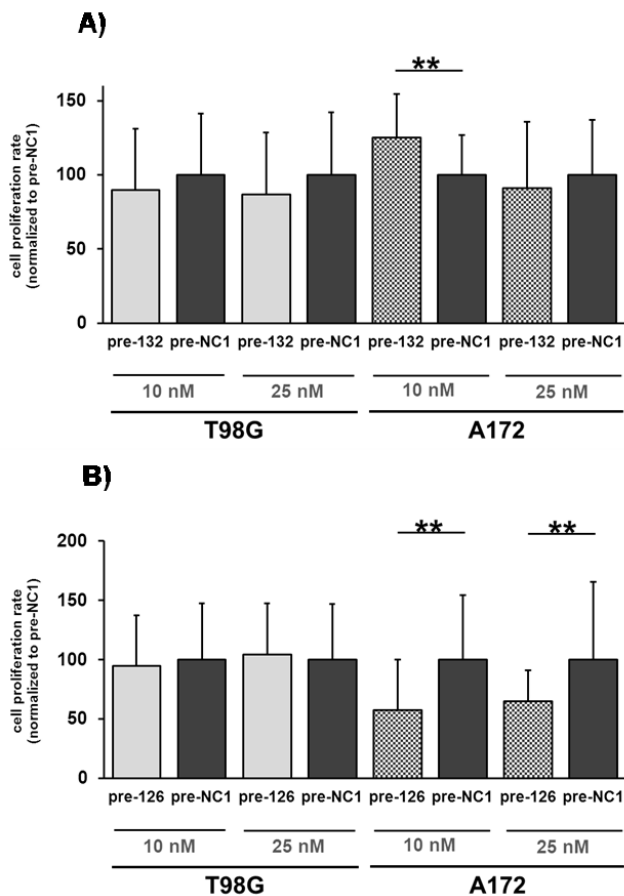 A)
**
cell proliferation rate
(normalized to pre-NC1)
150
100
50
0
pre-132 pre-NC1 pre-132 pre-NC1 pre-132 pre-NC1 pre-132 pre-NC1
10 nM 25 nM 10 nM 25 nM
T98G A172
B)
** **
cell proliferation rate
(normalized to pre-NC1)
200
150
100
50
0
pre-126 pre-NC1 pre-126 pre-NC1 pre-126 pre-NC1 pre-126 pre-NC1
10 nM 25 nM 10 nM 25 nM
T98G A172